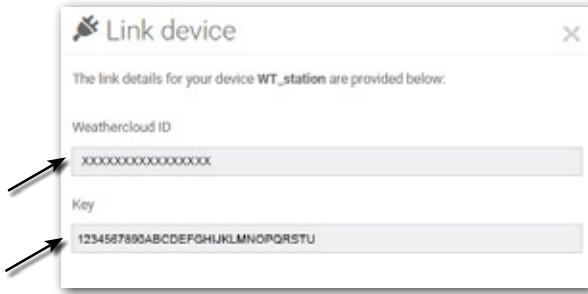 Link device
The link details for your device WT_station are provided below:
Weathercloud ID
XXXXXXXXXXXXXXXX
Key
1234567890ABCDEFGHIJKLMNOPQRSTU